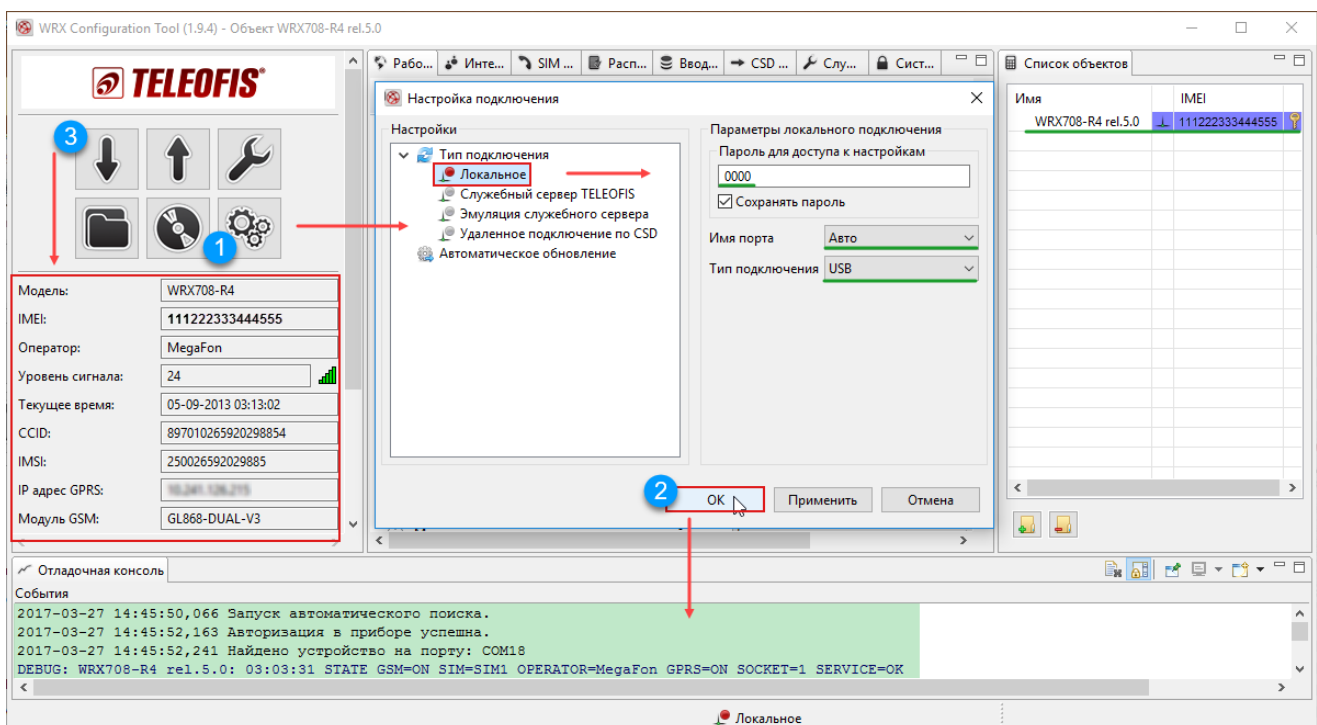 WRX Configuration Tool (1.9.4) - Объект WRX708-R4 rel.5.0
TELEOFIS®
3
1
Модель: WRX708-R4
IMEI: 111222333444555
Оператор: MegaFon
Уровень сигнала: 24
Текущее время: 05-09-2013 03:13:02
CCID: 897010265920298854
IMSI: 250026592029885
IP адрес GPRS:
Модуль GSM: GL868-DUAL-V3
Рабо... Инте... SIM ... Расп... Ввод... CSD ... Слу... Сист...
Настройка подключения
Настройки
Тип подключения
Локальное
Служебный сервер TELEOFIS
Эмуляция служебного сервера
Удаленное подключение по CSD
Автоматическое обновление
Параметры локального подключения
Пароль для доступа к настройкам
0000
Сохранять пароль
Имя порта Авто
Тип подключения USB
2
OK Применить Отмена
Список объектов
Имя IMEI
WRX708-R4 rel.5.0 111222333444555
Отладочная консоль
События
2017-03-27 14:45:50,066 Запуск автоматического поиска.
2017-03-27 14:45:52,163 Авторизация в приборе успешна.
2017-03-27 14:45:52,241 Найдено устройство на порту: COM18
DEBUG: WRX708-R4 rel.5.0: 03:03:31 STATE GSM=ON SIM=SIM1 OPERATOR=MegaFon GPRS=ON SOCKET=1 SERVICE=OK
Локальное